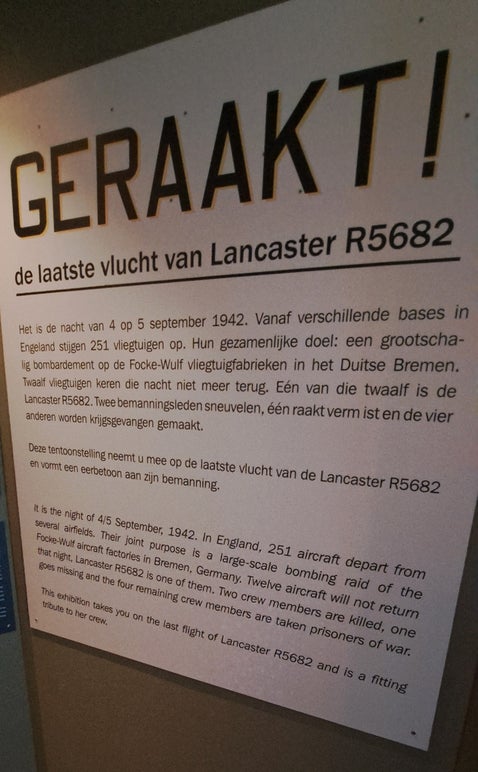 GERAAKT!
de laatste vlucht van Lancaster R5682
Het is de nacht van 4 op 5 september 1942. Vanaf verschillende bases in
Engeland stijgen 251 vliegtuigen op. Hun gezamenlijke doel: een grootscha-
lig bombardement op de Focke-Wulf vliegtuigfabrieken in het Duitse Bremen.
Twaalf vliegtuigen keren die nacht niet meer terug. Eén van die twaalf is de
Lancaster R5682. Twee bemanningsleden sneuvelen, één raakt vermist en de vier
anderen worden krijgsgevangen gemaakt.
Deze tentoonstelling neemt u mee op de laatste vlucht van de Lancaster R5682
en vormt een eerbetoon aan zijn bemanning.
It is the night of 4/5 September, 1942. In England, 251 aircraft depart from
several airfields. Their joint purpose is a large-scale bombing raid of the
Focke-Wulf aircraft factories in Bremen, Germany. Twelve aircraft will not return
that night, Lancaster R5682 is one of them. Two crew members are killed, one
goes missing and the four remaining crew members are taken prisoners of war.
This exhibition takes you on the last flight of Lancaster R5682 and is a fitting
tribute to her crew.